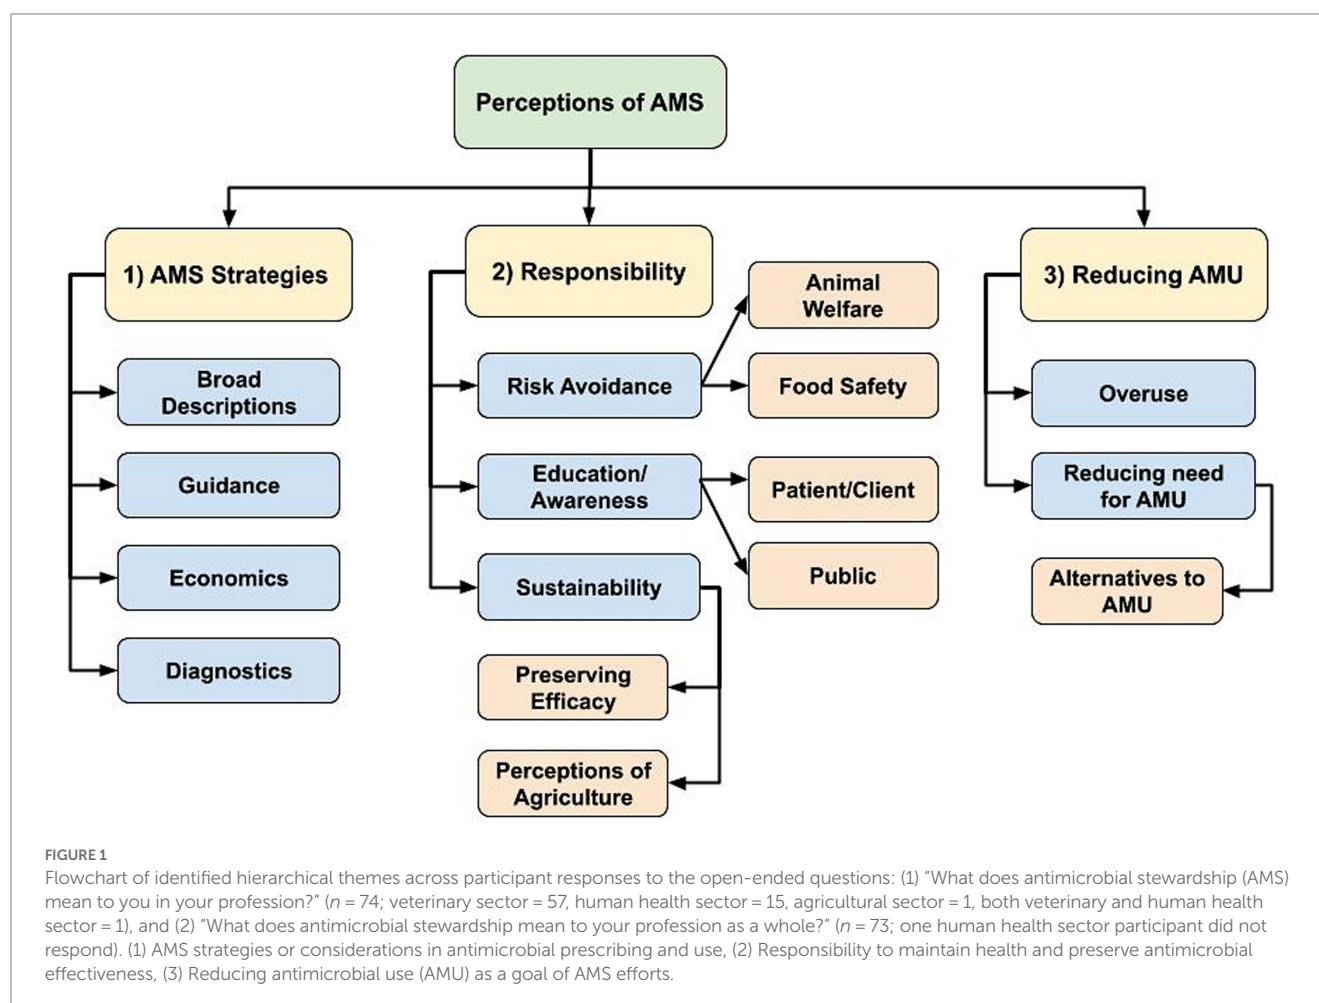 Perceptions of AMS
1) AMS Strategies
Broad
Descriptions
Guidance
Economics
Diagnostics
2) Responsibility
Risk Avoidance
Animal
Welfare
Food Safety
Education/
Awareness
Patient/Client
Public
Sustainability
Preserving
Efficacy
Perceptions of
Agriculture
3) Reducing AMU
Overuse
Reducing need
for AMU
Alternatives to
AMU
FIGURE 1
Flowchart of identified hierarchical themes across participant responses to the open-ended questions: (1) “What does antimicrobial stewardship (AMS)
mean to you in your profession?” (n = 74; veterinary sector = 57, human health sector = 15, agricultural sector = 1, both veterinary and human health
sector = 1), and (2) “What does antimicrobial stewardship mean to your profession as a whole?” (n = 73; one human health sector participant did not
respond). (1) AMS strategies or considerations in antimicrobial prescribing and use, (2) Responsibility to maintain health and preserve antimicrobial
effectiveness, (3) Reducing antimicrobial use (AMU) as a goal of AMS efforts.